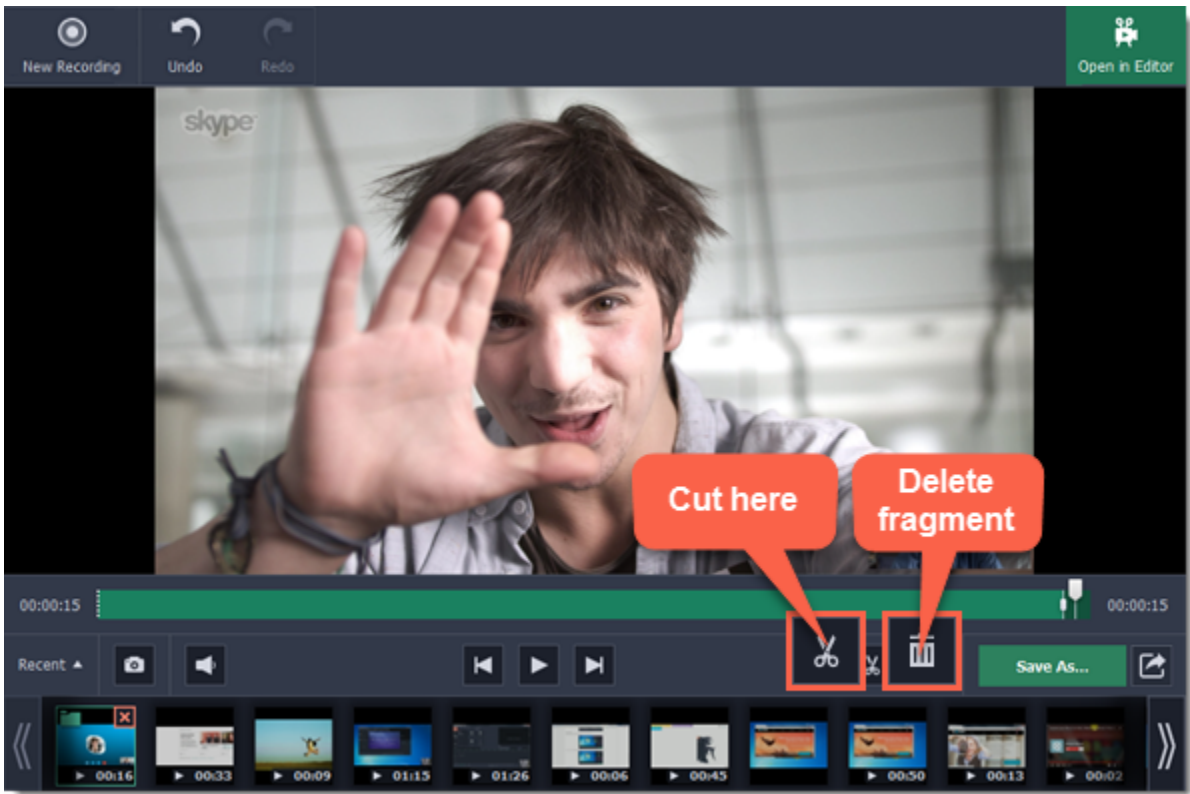 New Recording
Undo
Redo
Open in Editor
skype
Cut here
Delete
fragment
00:00:15
00:00:15
Recent
Save As...
00:16
00:33
00:09
01:15
01:26
00:06
00:45
00:50
00:13
00:02